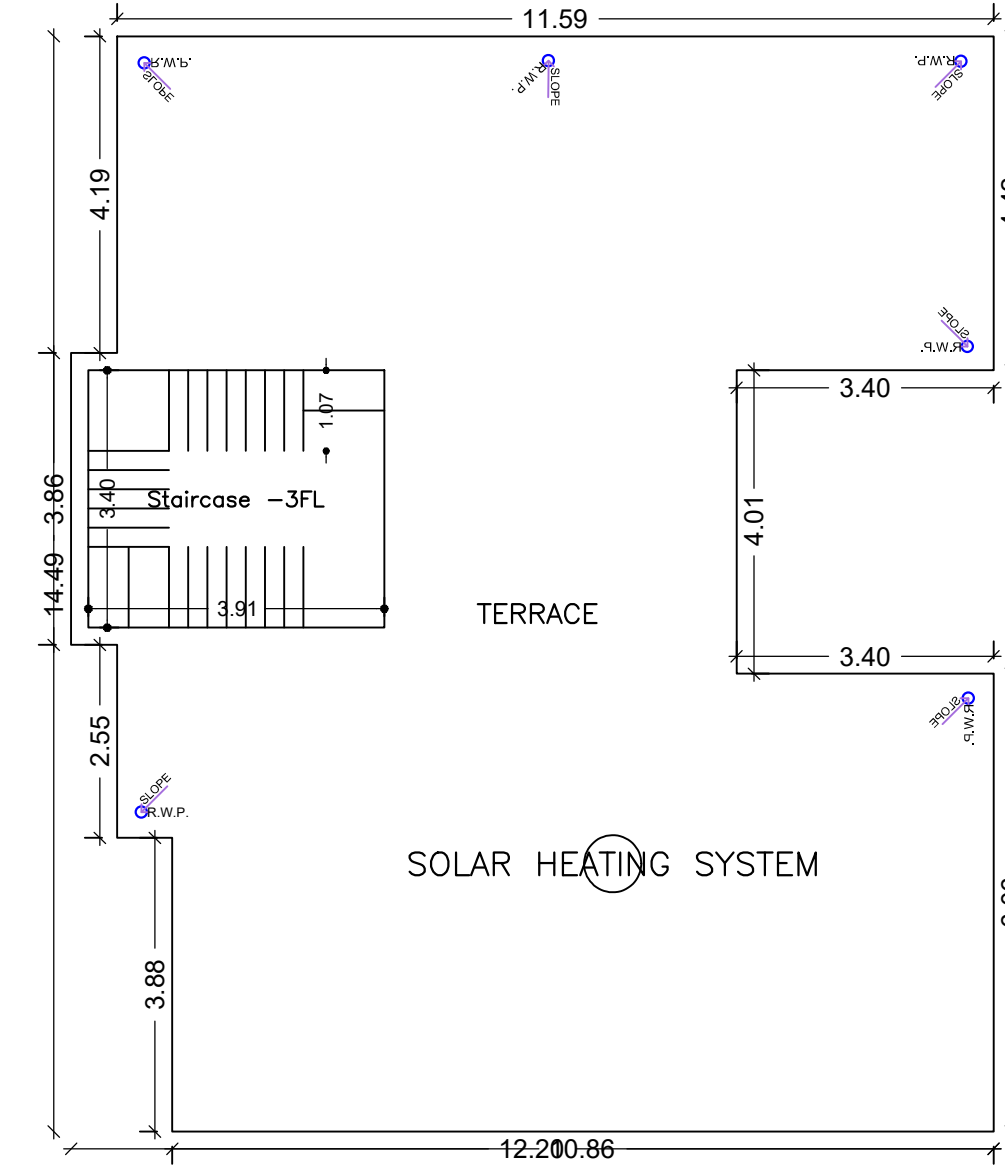 11.59
R.W.P.
SLOPE
R.W.P.
SLOPE
R.W.P.
SLOPE
4.19
SLOPE
R.W.P.
3.40
1.07
3.86
3.40
Staircase -3FL
4.01
14.49
3.91
TERRACE
3.40
SLOPE
R.W.P.
2.55
SLOPE
R.W.P.
SOLAR HEATING SYSTEM
3.88
12.20
10.86